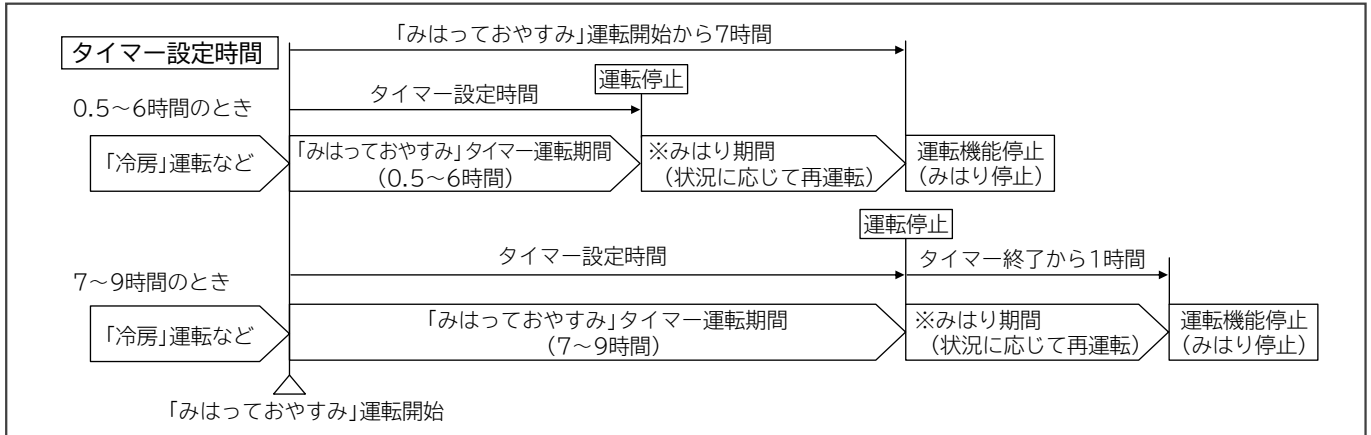 「みはっておやすみ」運転開始から7時間
タイマー設定時間
運転停止
タイマー設定時間
0.5～6時間のとき
「冷房」運転など
「みはっておやすみ」タイマー運転期間
(0.5～6時間)
※みはり期間
(状況に応じて再運転)
運転機能停止
(みはり停止)
運転停止
タイマー設定時間
タイマー終了から1時間
7～9時間のとき
「冷房」運転など
「みはっておやすみ」タイマー運転期間
(7～9時間)
※みはり期間
(状況に応じて再運転)
運転機能停止
(みはり停止)
「みはっておやすみ」運転開始